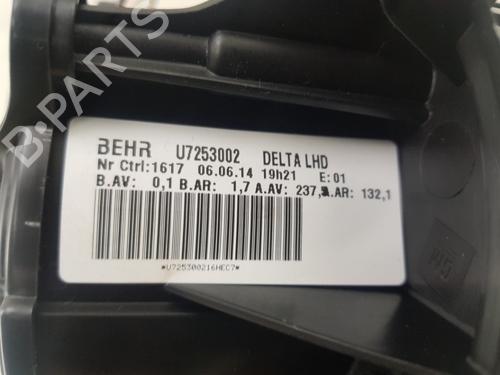 B-PARTS
BEHR U7253002 DELTA LHD
Nr Ctrl:1617 06.06.14 19h21 E:01
B.AV: 0,1 B.AR: 1,7 A.AV: 237, A.AR: 132,1
*U725300216HEC7*